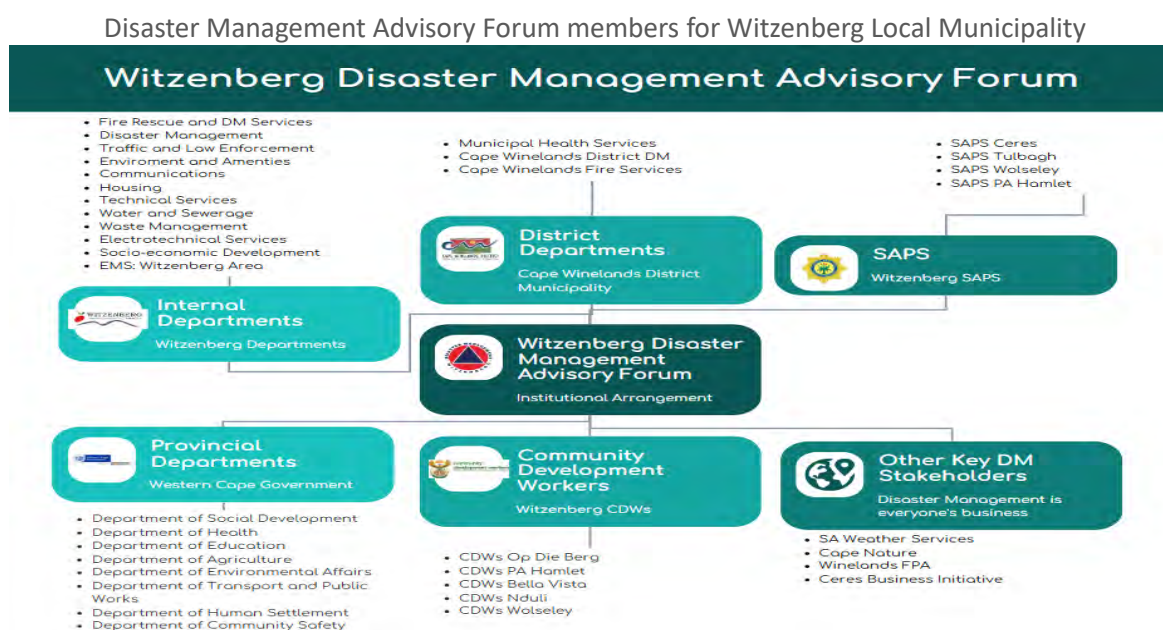 Disaster Management Advisory Forum members for Witzenberg Local Municipality
Witzenberg Disaster Management Advisory Forum
• Fire Rescue and DM Services
• Disaster Management
• Traffic and Law Enforcement
• Enviroment and Amenties
• Communications
• Housing
• Technical Services
• Water and Sewerage
• Waste Management
• Electrotechnical Services
• Socio-economic Development
• EMS: Witzenberg Area
• Municipal Health Services
• Cape Winelands District DM
• Cape Winelands Fire Services
• SAPS Ceres
• SAPS Tulbagh
• SAPS Wolseley
• SAPS PA Hamlet
District
Departments
Cape Winelands District
Municipality
SAPS
Witzenberg SAPS
WITZENBERG
Internal
Departments
Witzenberg Departments
Witzenberg Disaster
Management
Advisory Forum
Institutional Arrangement
Provincial
Departments
Western Cape Government
Community
Development
Workers
Witzenberg CDWs
Other Key DM
Stakeholders
Disaster Management is
everyone's business
• Department of Social Development
• Department of Health
• Department of Education
• Department of Agriculture
• Department of Environmental Affairs
• Department of Transport and Public
Works
• Department of Human Settlement
• Department of Community Safety
• CDWs Op Die Berg
• CDWs PA Hamlet
• CDWs Bella Vista
• CDWs Nduli
• CDWs Wolseley
• SA Weather Services
• Cape Nature
• Winelands FPA
• Ceres Business Initiative